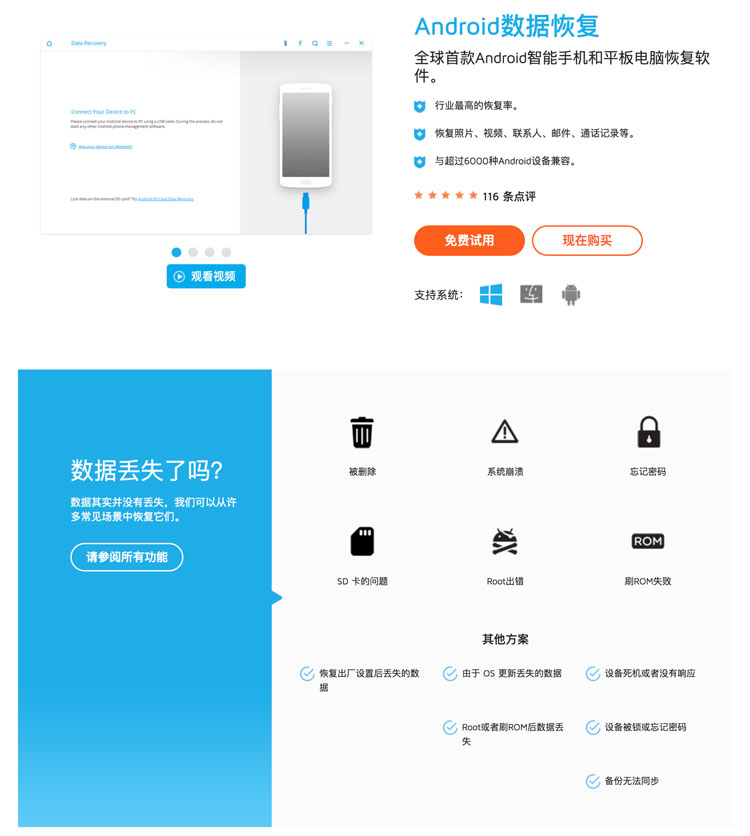 Data Recovery
Connect Your Device to PC
Please connect your Android device to PC using a USB cable. During the process, do not
start any other Android phone management software.
Was your device not detected?
Lost data on the external SD card? Try Android SD Card Data Recovery
观看视频
Android数据恢复
全球首款Android智能手机和平板电脑恢复软
件。
行业最高的恢复率。
恢复照片、视频、联系人、邮件、通话记录等。
与超过6000种Android设备兼容。
116 条点评
免费试用
现在购买
支持系统:
数据丢失了吗?
数据其实并没有丢失，我们可以从许
多常见场景中恢复它们。
请参阅所有功能
被删除
系统崩溃
忘记密码
ROM
SD 卡的问题
Root出错
刷ROM失败
其他方案
恢复出厂设置后丢失的数
据
由于 OS 更新丢失的数据
设备死机或者没有响应
Root或者刷ROM后数据丢
失
设备被锁或忘记密码
备份无法同步